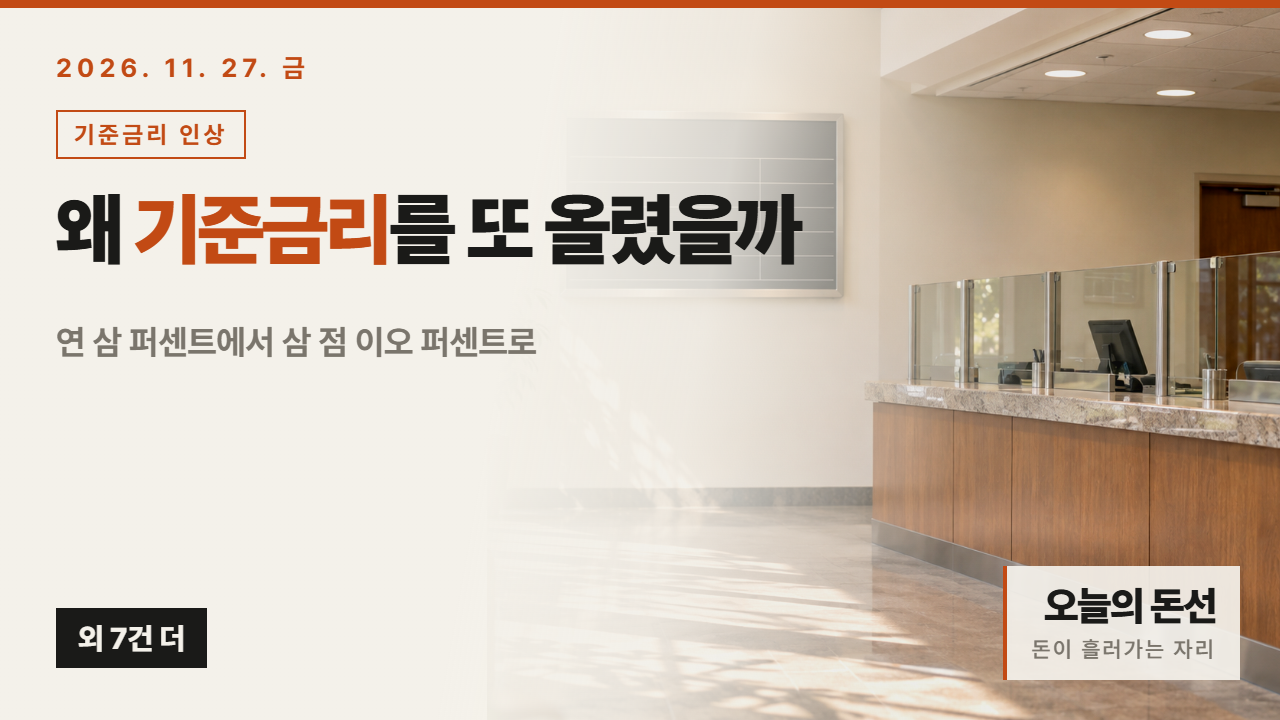 2026. 11. 27. 금
기준금리 인상
왜 기준금리를 또 올렸을까
연 삼 퍼센트에서 삼 점 이오 퍼센트로
외 7건 더
오늘의 돈선
돈이 흘러가는 자리